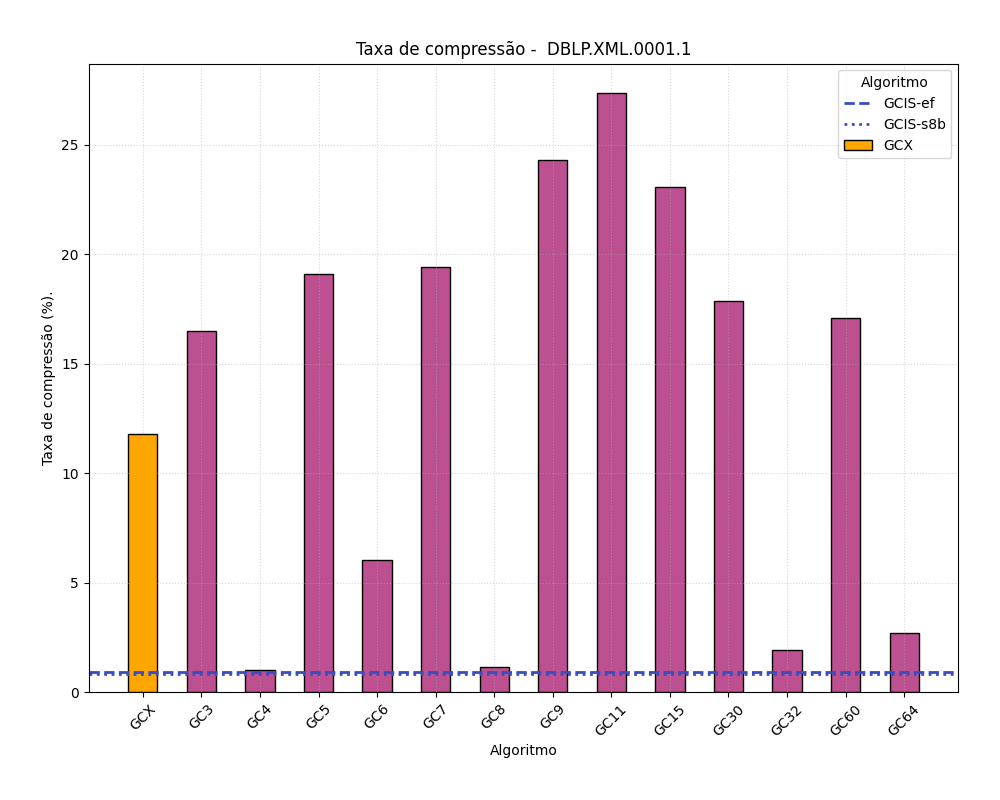 Taxa de compressão -  DBLP.XML.0001.1
Algoritmo
GCIS-ef
GCIS-s8b
GCX
Taxa de compressão (%).
25
20
15
10
5
0
GCX
GC3
GC4
GC5
GC6
GC7
GC8
GC9
GC11
GC15
GC30
GC32
GC60
GC64
Algoritmo